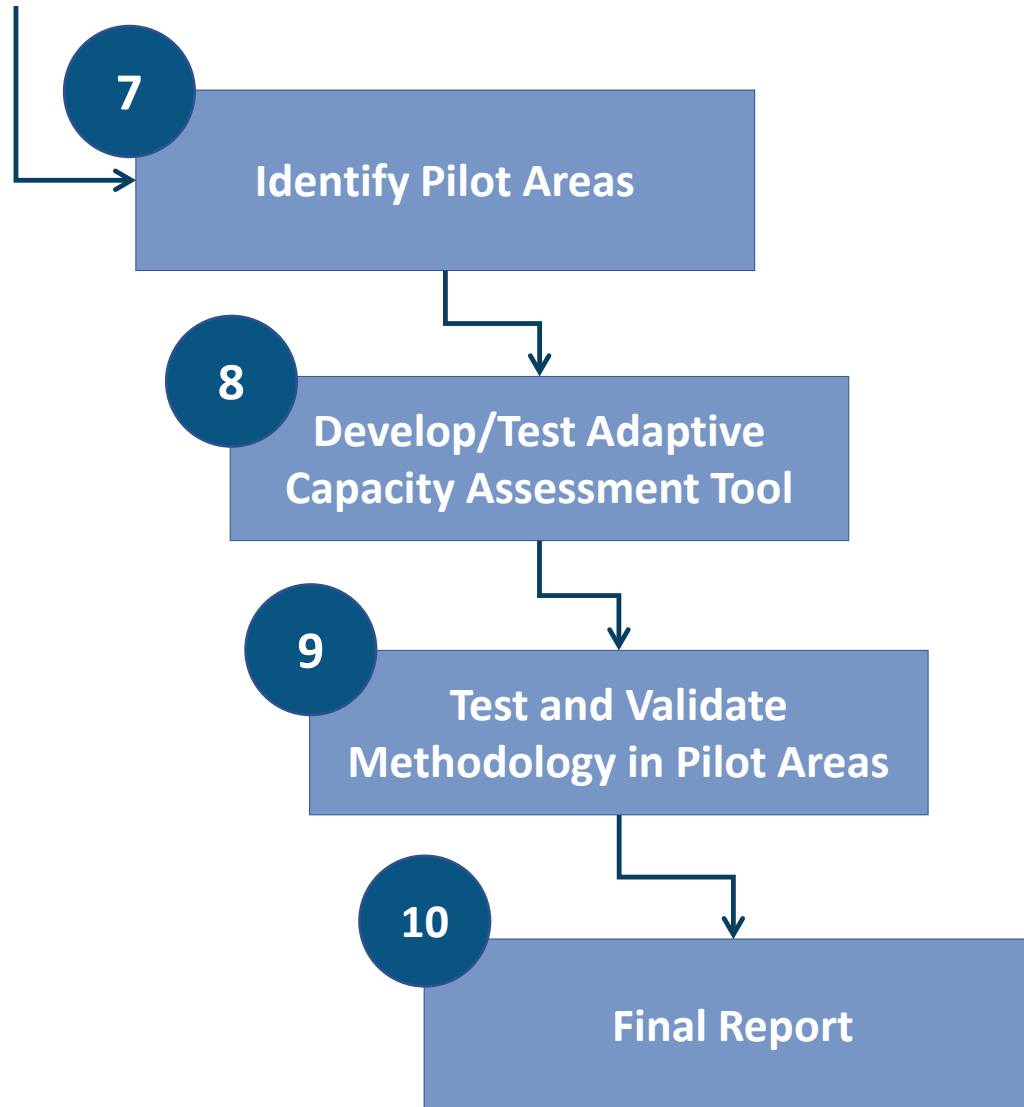 7
Identify Pilot Areas
8
Develop/Test Adaptive
Capacity Assessment Tool
9
Test and Validate
Methodology in Pilot Areas
10
Final Report